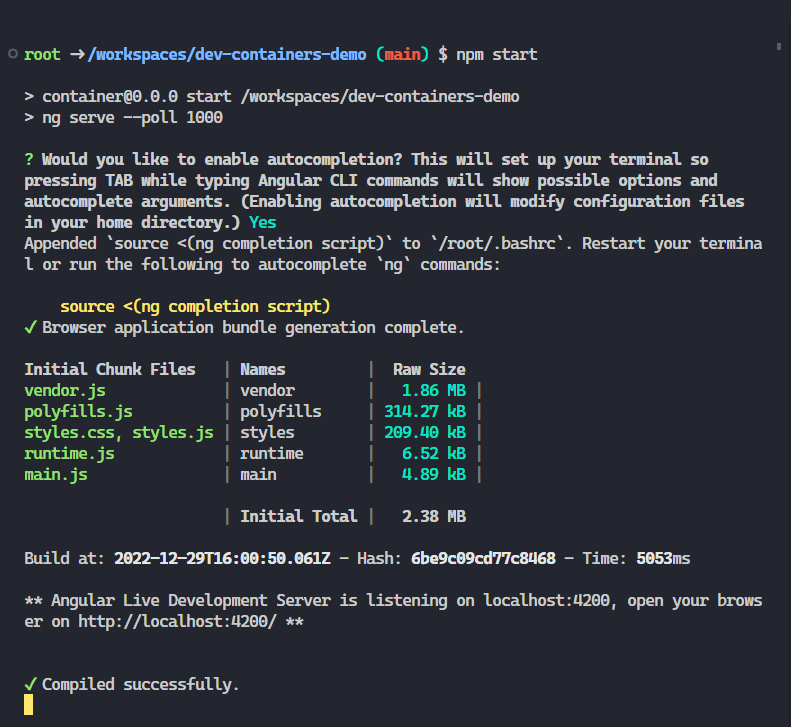 root ➜ /workspaces/dev-containers-demo (main) $ npm start
> container@0.0.0 start /workspaces/dev-containers-demo
> ng serve --poll 1000
? Would you like to enable autocompletion? This will set up your terminal so
pressing TAB while typing Angular CLI commands will show possible options and
autocomplete arguments. (Enabling autocompletion will modify configuration files
in your home directory.) Yes
Appended `source <(ng completion script)` to `/root/.bashrc`. Restart your termina
l or run the following to autocomplete `ng` commands:
source <(ng completion script)
✓ Browser application bundle generation complete.
Initial Chunk Files | Names | Raw Size
vendor.js | vendor | 1.86 MB |
polyfills.js | polyfills | 314.27 kB |
styles.css, styles.js | styles | 209.40 kB |
runtime.js | runtime | 6.52 kB |
main.js | main | 4.89 kB |
| Initial Total | 2.38 MB
Build at: 2022-12-29T16:00:50.061Z - Hash: 6be9c09cd77c8468 - Time: 5053ms
** Angular Live Development Server is listening on localhost:4200, open your brows
er on http://localhost:4200/ **
✓ Compiled successfully.